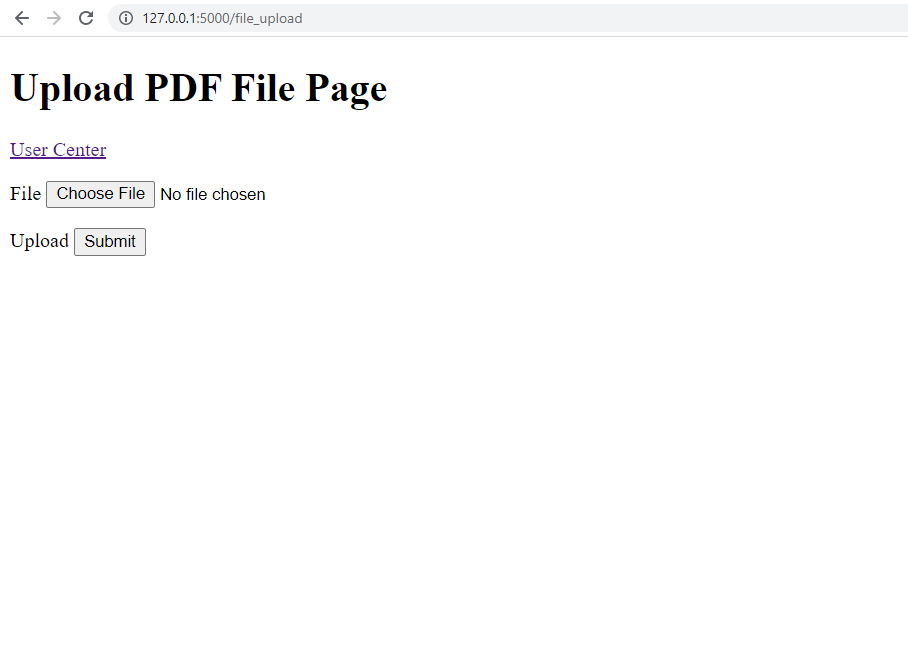 127.0.0.1:5000/file_upload
Upload PDF File Page
User Center
File Choose File No file chosen
Upload Submit